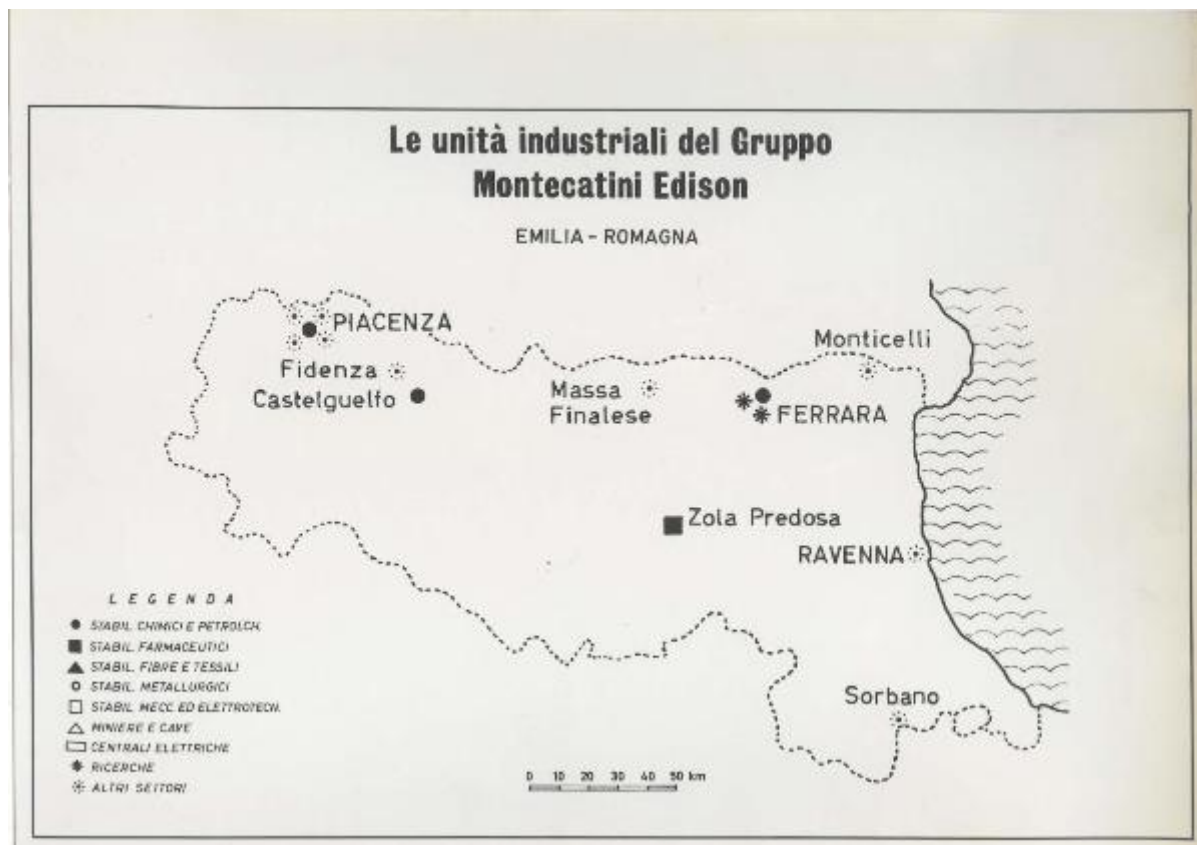 Le unità industriali del Gruppo
Montecatini Edison
EMILIA - ROMAGNA
PIACENZA
Monticelli
Fidenza
Castelguelfo
Massa
Finalese
FERRARA
Zola Predosa
RAVENNA
Sorbano
LEGENDA
STABIL. CHIMICI E PETROLCH.
STABIL. FARMACEUTICI
STABIL. FIBRE E TESSILI
STABIL. METALLURGICI
STABIL. MECC. ED ELETTROTECN.
MINIERE E CAVE
CENTRALI ELETTRICHE
RICERCHE
ALTRI SETTORI
0 10 20 30 40 50 km